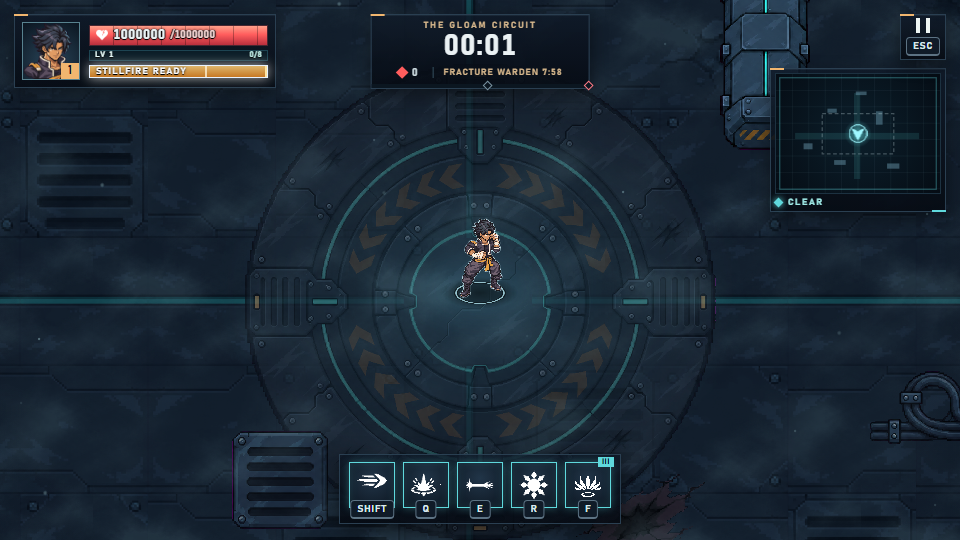 1000000 /1000000
LV 1
0/8
1
STILLFIRE READY
THE GLOAM CIRCUIT
00:01
0
FRACTURE WARDEN 7:58
ESC
CLEAR
SHIFT
Q
E
R
F